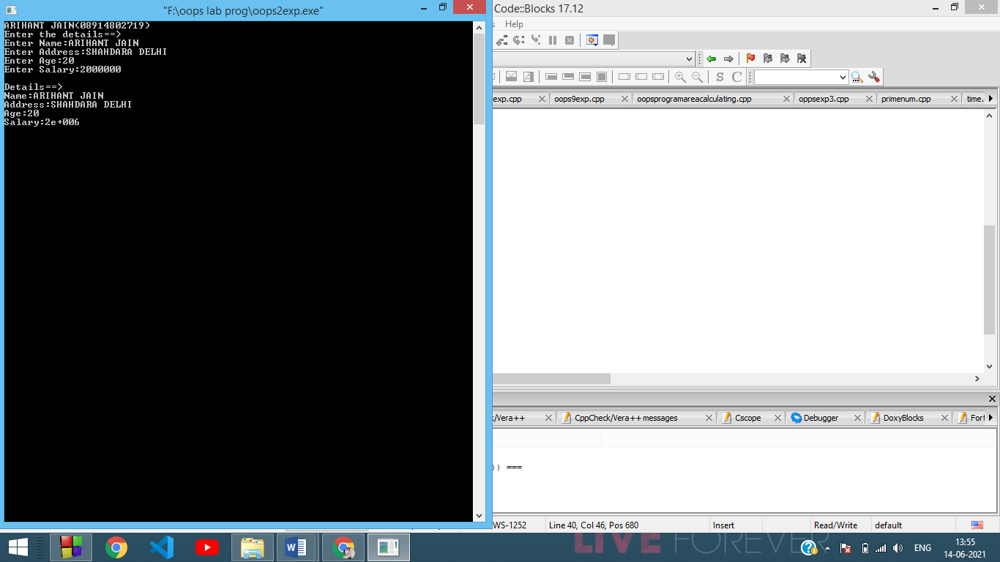 "F:\oops lab prog\oops2exp.exe"
ARIHANT JAIN(08914802719)
Enter the details==>
Enter Name:ARIHANT JAIN
Enter Address:SHAHDARA DELHI
Enter Age:20
Enter Salary:2000000
Details==>
Name:ARIHANT JAIN
Address:SHAHDARA DELHI
Age:20
Salary:2e+006
Code::Blocks 17.12
Help
exp.cpp oops9exp.cpp oopsprogramareacalculating.cpp oppsexp3.cpp primenum.cpp time.
/Vera++ CppCheck/Vera++ messages Cscope Debugger DoxyBlocks Fort
)) ===
WS-1252 Line 40, Col 46, Pos 680 Insert Read/Write default
LIVE FOREVER
ENG 13:55
14-06-2021